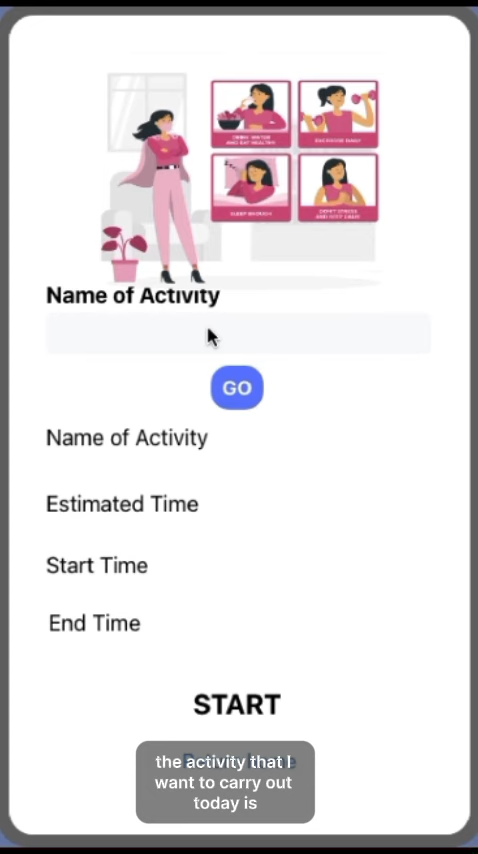 DRINK WATER
AND EAT HEALTHY
EXERCISE DAILY
SLEEP ENOUGH
DON'T STRESS
AND KEEP CALM
Name of Activity
GO
Name of Activity
Estimated Time
Start Time
End Time
START
the activity that I
want to carry out
today is